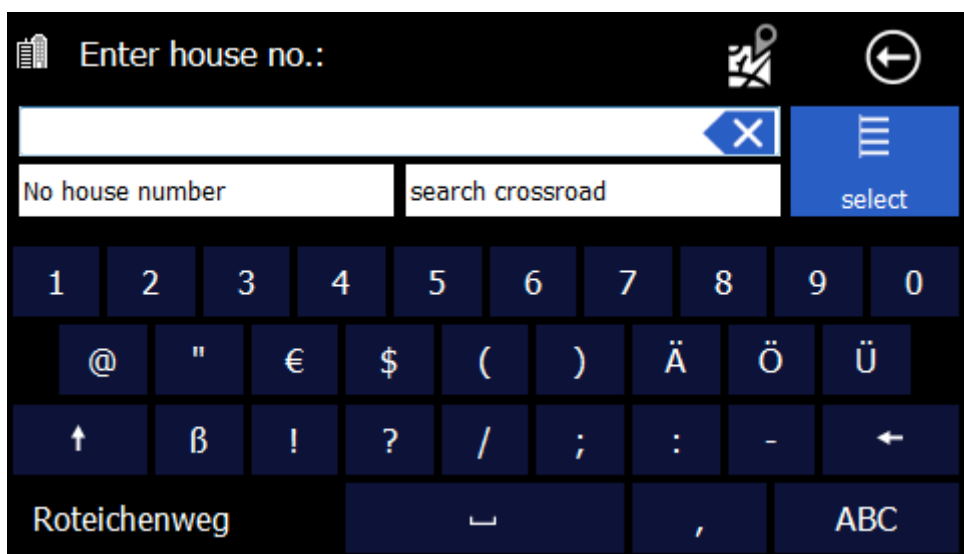 Enter house no.:
No house number search crossroad select
1 2 3 4 5 6 7 8 9 0
@ " € $ ( ) Ä Ö Ü
ß ! ? / ; : -
Roteichenweg , ABC